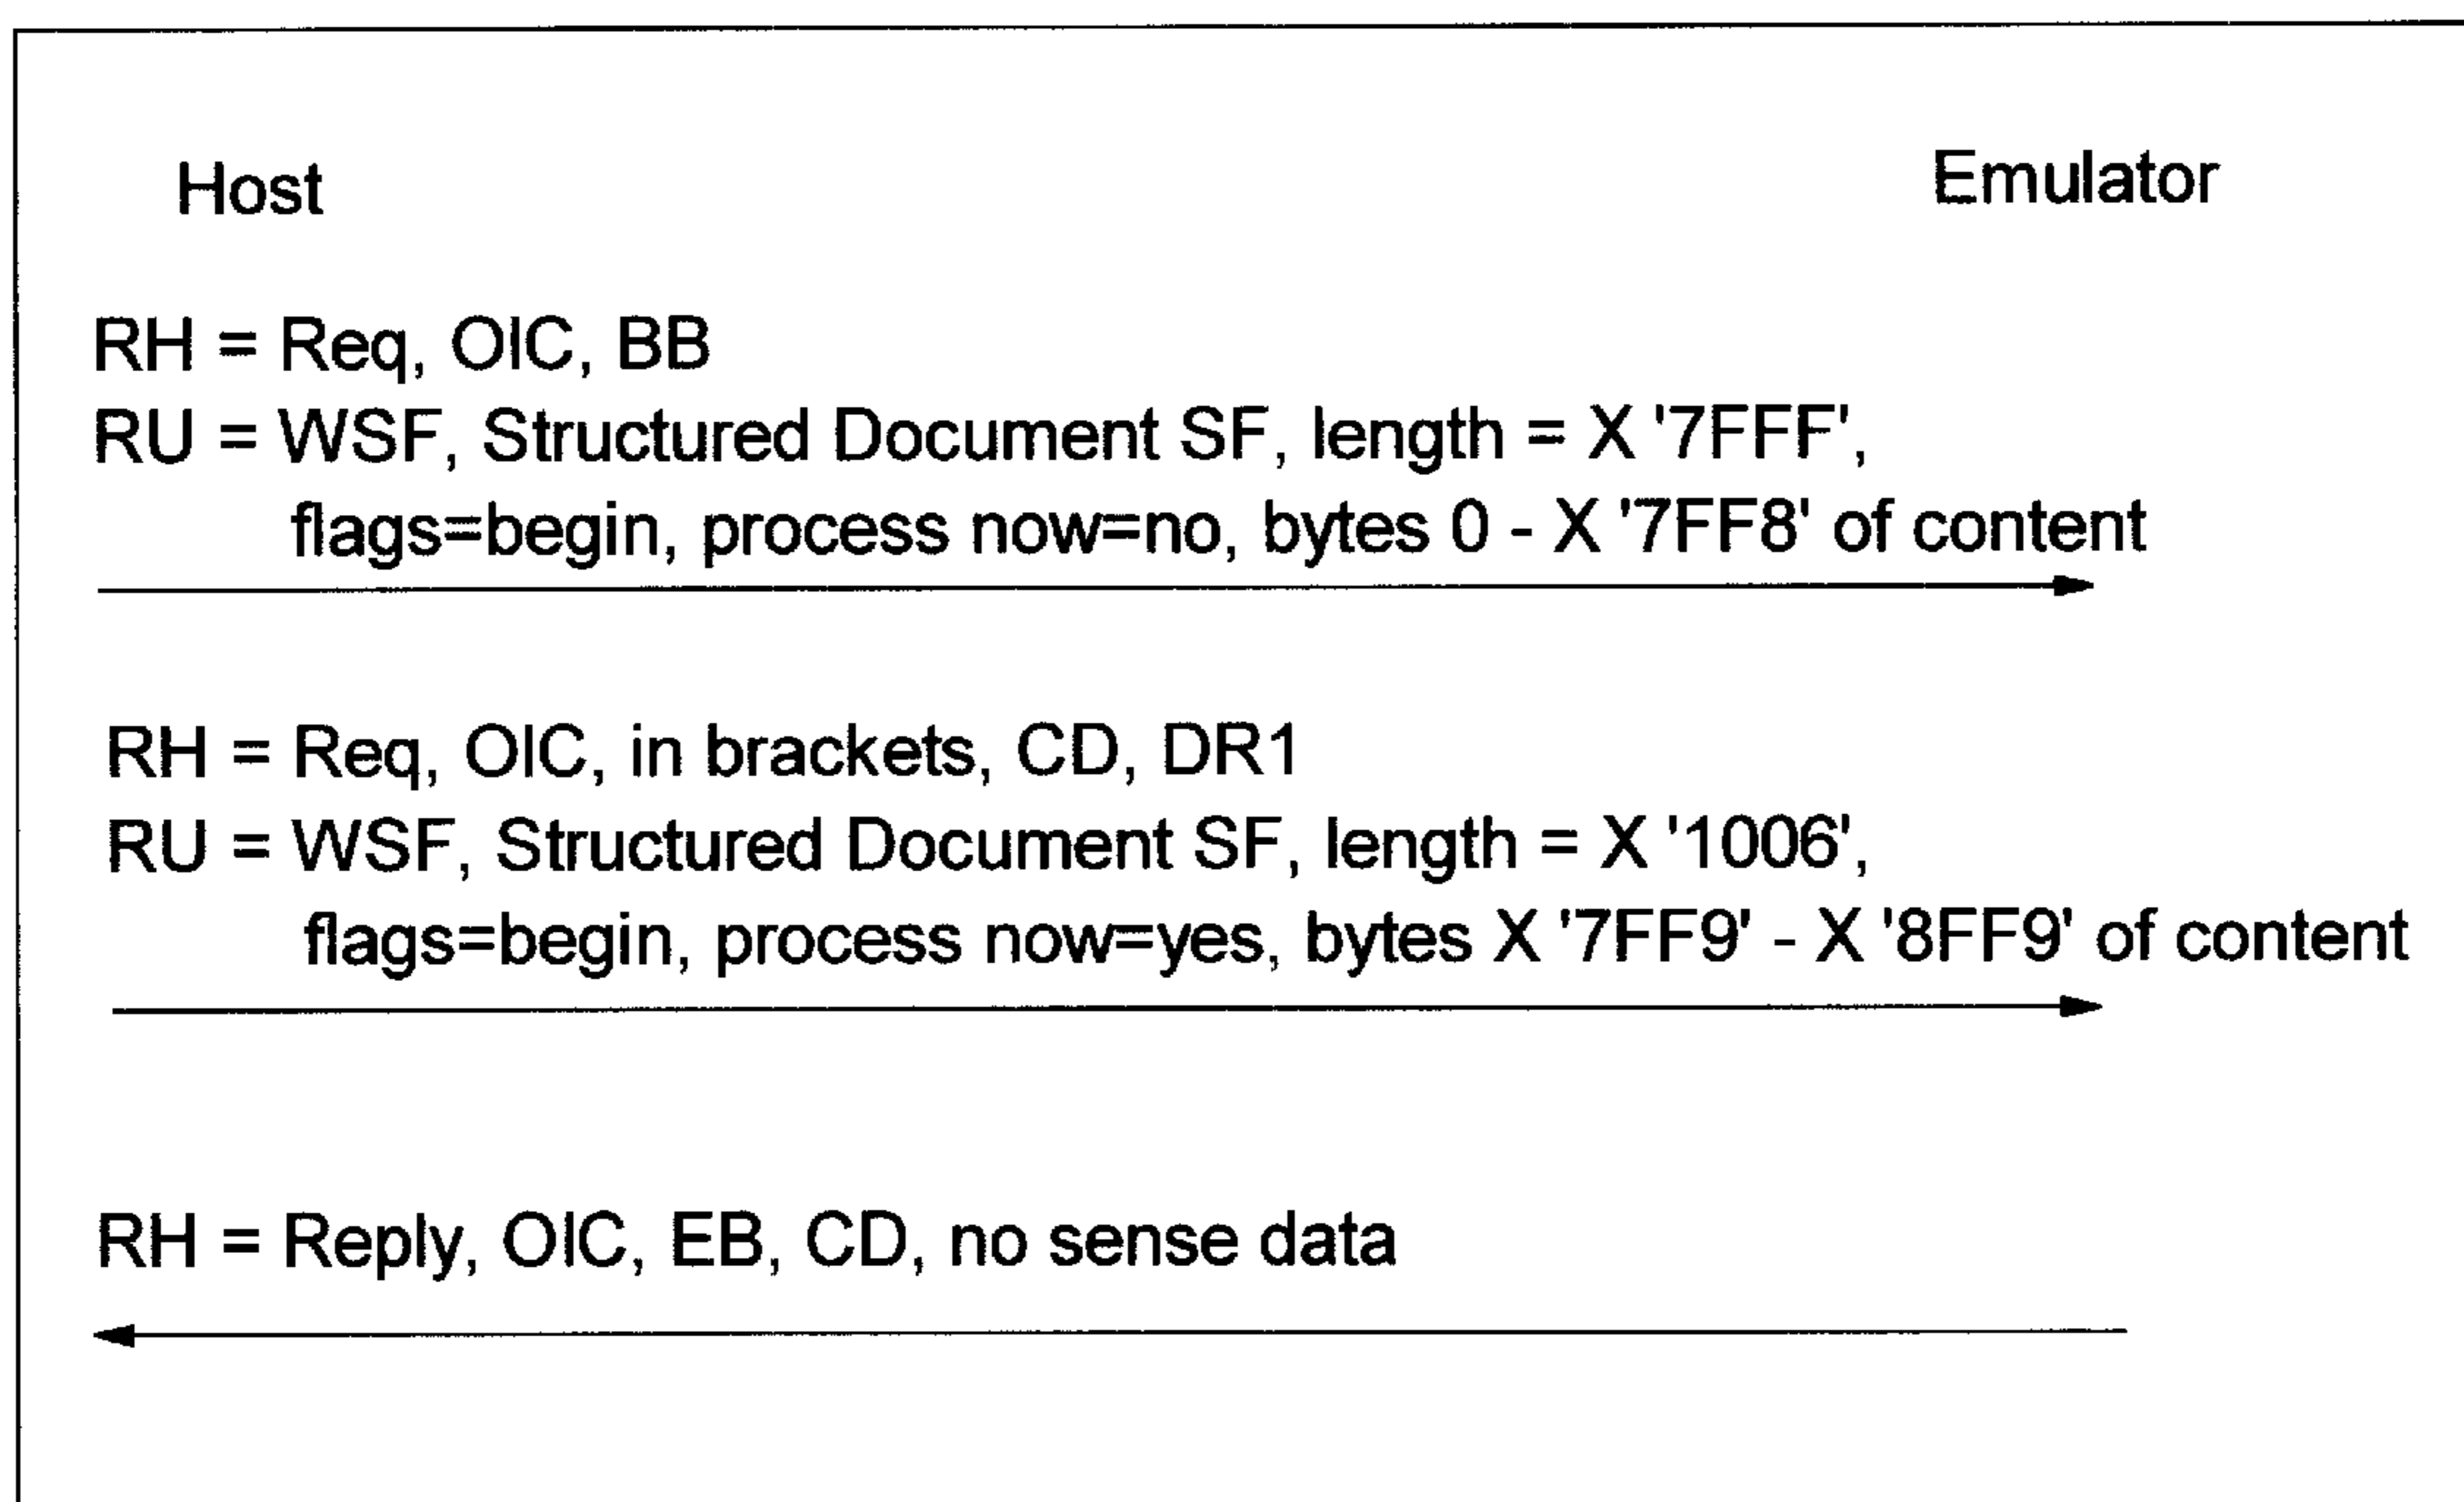 Host
Emulator
RH = Req, OIC, BB
RU = WSF, Structured Document SF, length = X '7FFF',
flags=begin, process now=no, bytes 0 - X '7FF8' of content
RH = Req, OIC, in brackets, CD, DR1
RU = WSF, Structured Document SF, length = X '1006',
flags=begin, process now=yes, bytes X '7FF9' - X '8FF9' of content
RH = Reply, OIC, EB, CD, no sense data